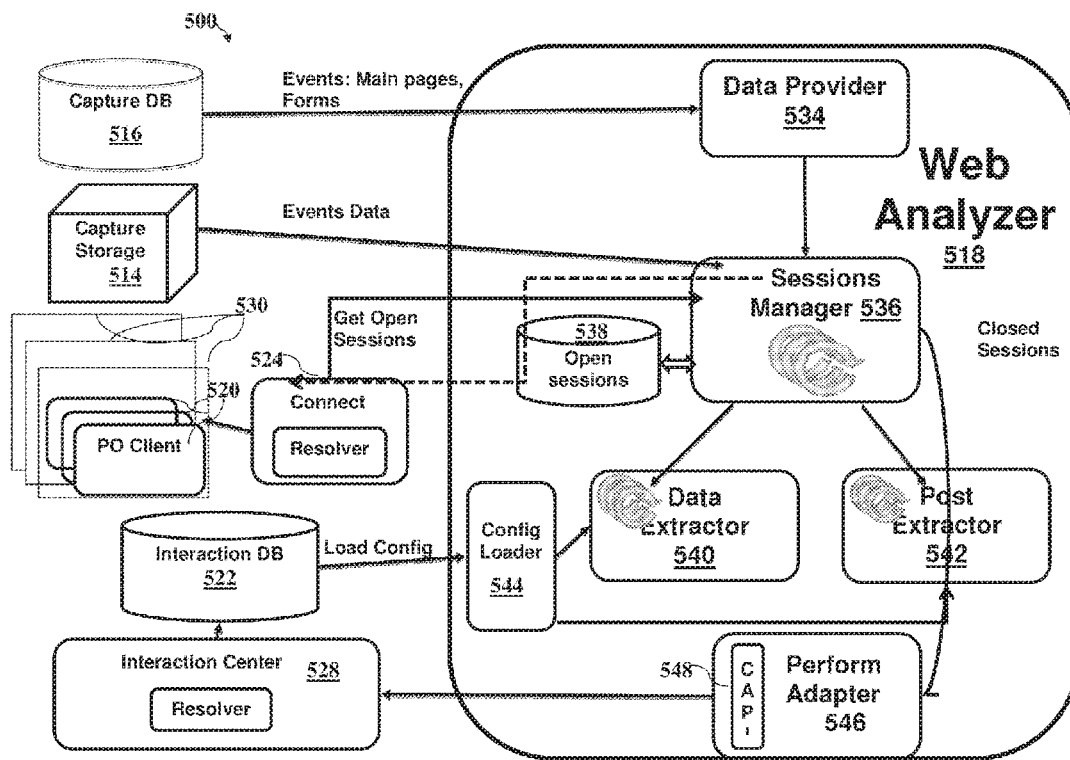 500
Capture DB
516
Events: Main pages,
Forms
Data Provider
534
Web
Analyzer
518
Capture
Storage
514
Events Data
Sessions
Manager 536
Closed
Sessions
530
Get Open
Sessions
538
Open
sessions
524
520
Connect
Resolver
PO Client
Data
Extractor
540
Post
Extractor
542
Config
Loader
544
Interaction DB
522
Load Config
Interaction Center
528
Resolver
548
C
A
P
I
Perform
Adapter
546